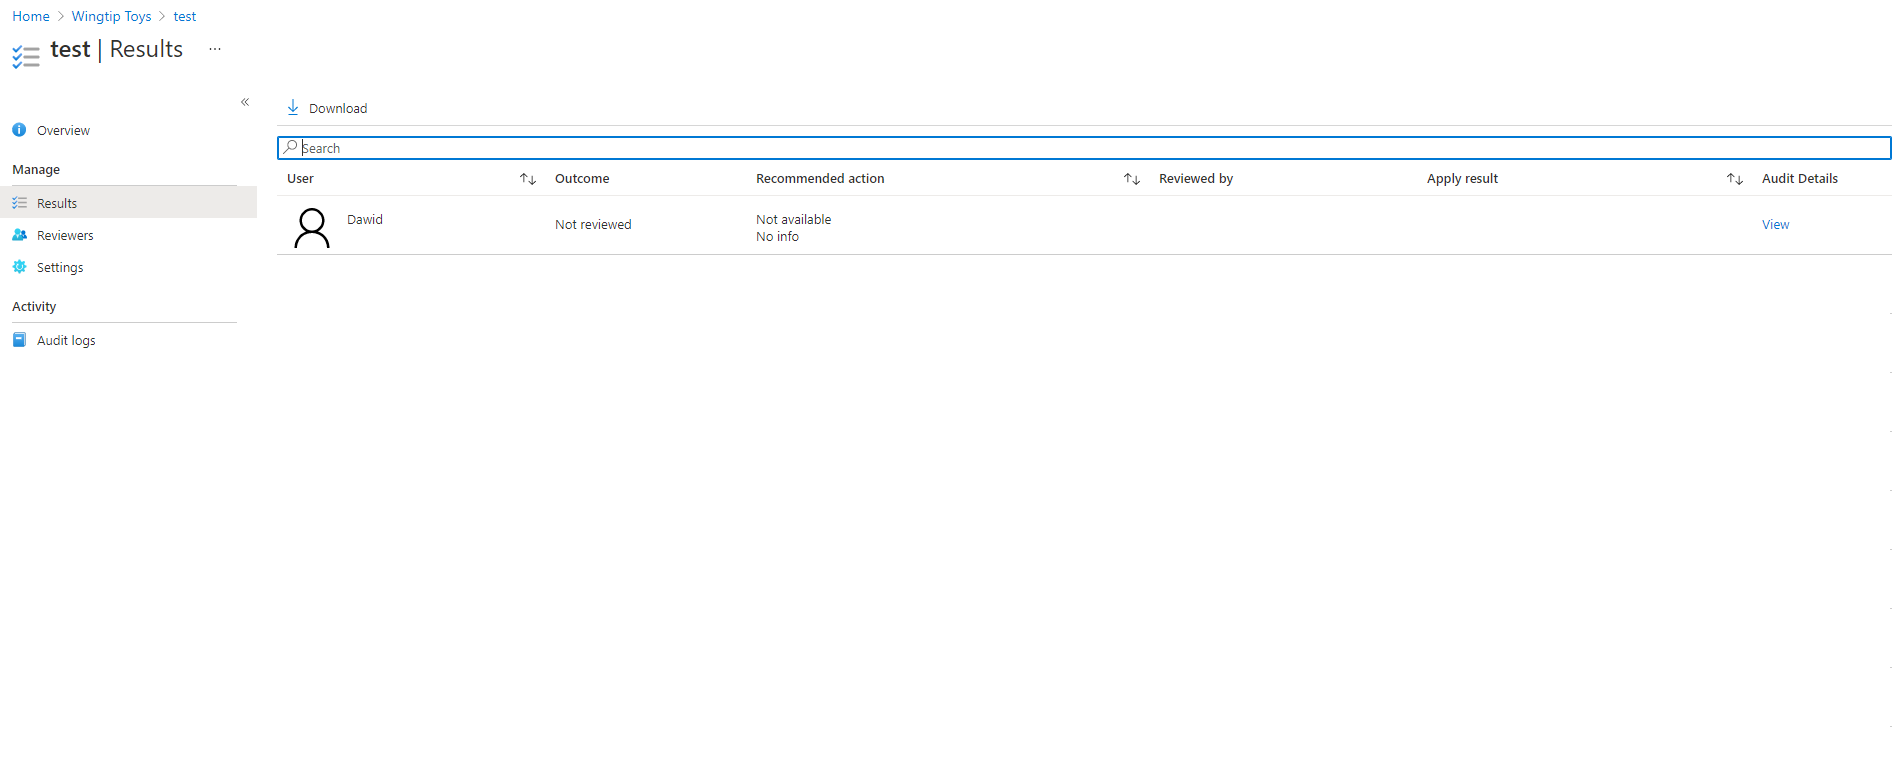 Home > Wingtip Toys > test
test | Results ...
«
Download
Overview
Search
Manage
User Outcome Recommended action Reviewed by Apply result Audit Details
Results
Dawid Not reviewed Not available View
No info
Reviewers
Settings
Activity
Audit logs